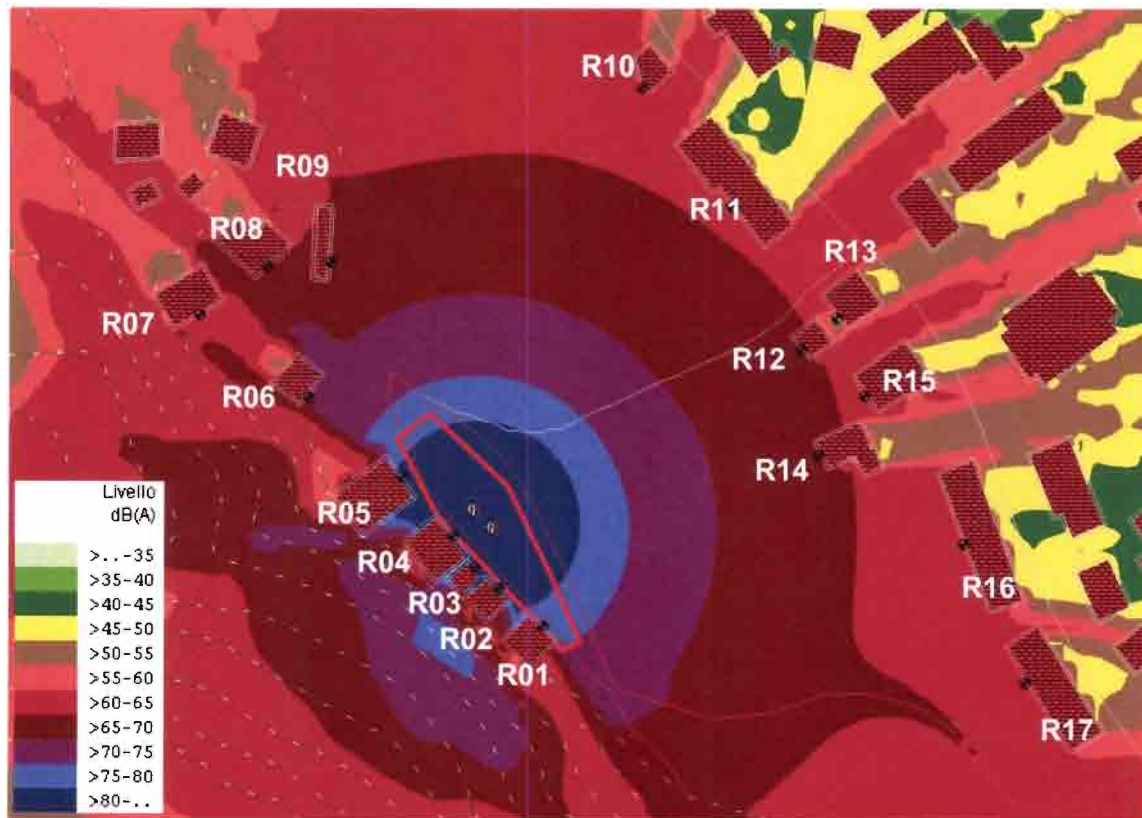 R10
R09
R11
R08
R13
R07
R12
R15
R06
R14
R05
R04
R03
R02
R01
R16
R17
Livello
dB(A)
>..-35
>35-40
>40-45
>45-50
>50-55
>55-60
>60-65
>65-70
>70-75
>75-80
>80-..